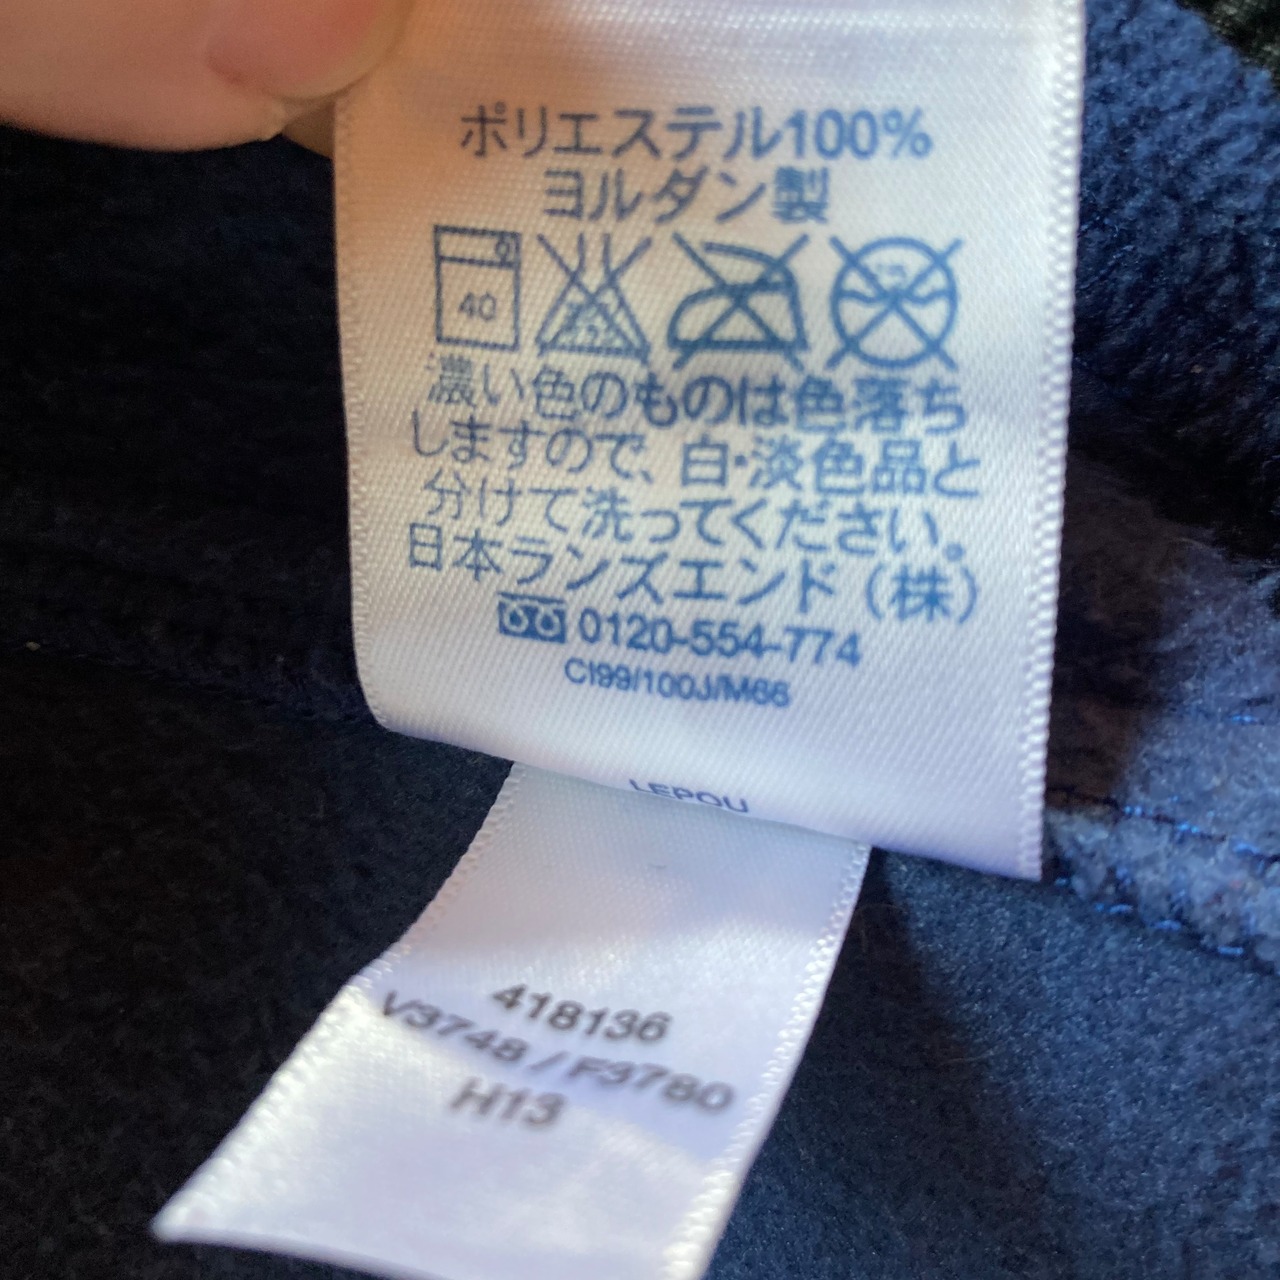 ポリエステル100%
ヨルダン製
40
濃い色のものは色落ち
しますので、白・淡色品と
分けて洗ってください。
日本ランズエンド（株）
0120-554-774
CI99/100J/M66
LEPOU
418136
V3748 / F3780
H13